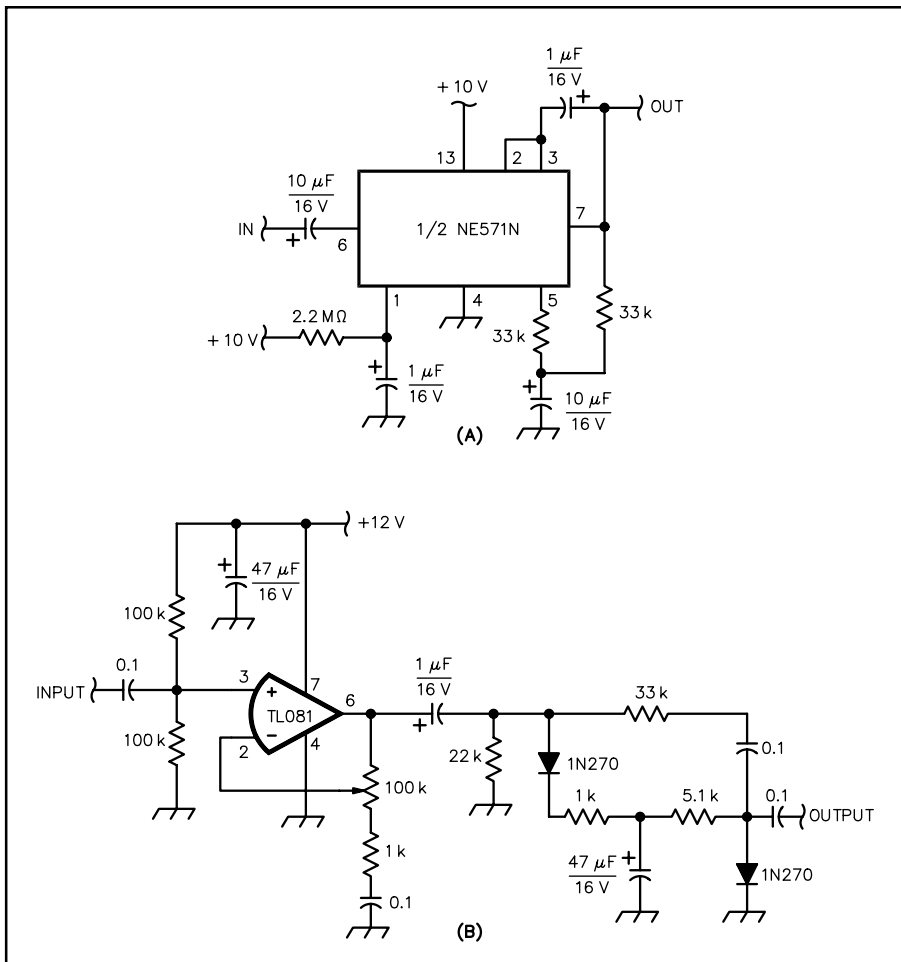 1 µF
16 V
+10 V
OUT
13
2
3
10 µF
16 V
IN
6
1/2 NE571N
7
1
4
5
2.2 MΩ
+10 V
33 k
33 k
1 µF
16 V
10 µF
16 V
(A)
+12 V
47 µF
16 V
100 k
0.1
INPUT
3
+
7
TL081
6
1 µF
16 V
33 k
100 k
2
−
4
22 k
1N270
0.1
100 k
1 k
5.1 k
0.1
OUTPUT
1 k
47 µF
16 V
1N270
0.1
(B)